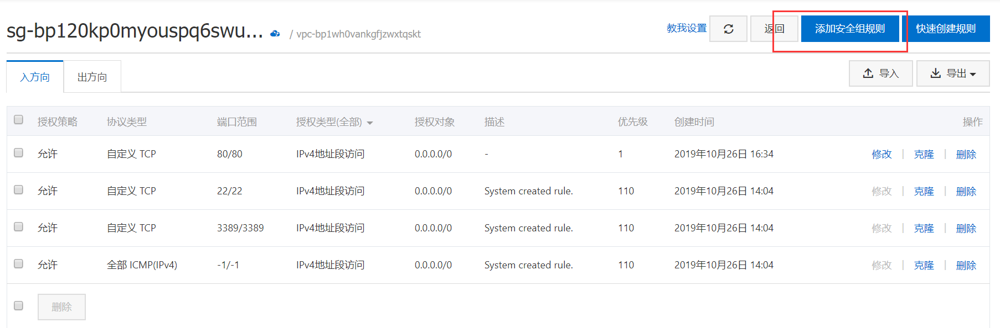 sg-bp120kp0myouspq6swu... / vpc-bp1wh0vankgfjzwxtqskt 教我设置 返回 添加安全组规则 快速创建规则
入方向 出方向 导入 导出
授权策略 协议类型 端口范围 授权类型(全部) 授权对象 描述 优先级 创建时间 操作
允许 自定义 TCP 80/80 IPv4地址段访问 0.0.0.0/0 - 1 2019年10月26日 16:34 修改 | 克隆 | 删除
允许 自定义 TCP 22/22 IPv4地址段访问 0.0.0.0/0 System created rule. 110 2019年10月26日 14:04 修改 | 克隆 | 删除
允许 自定义 TCP 3389/3389 IPv4地址段访问 0.0.0.0/0 System created rule. 110 2019年10月26日 14:04 修改 | 克隆 | 删除
允许 全部 ICMP(IPv4) -1/-1 IPv4地址段访问 0.0.0.0/0 System created rule. 110 2019年10月26日 14:04 修改 | 克隆 | 删除
删除